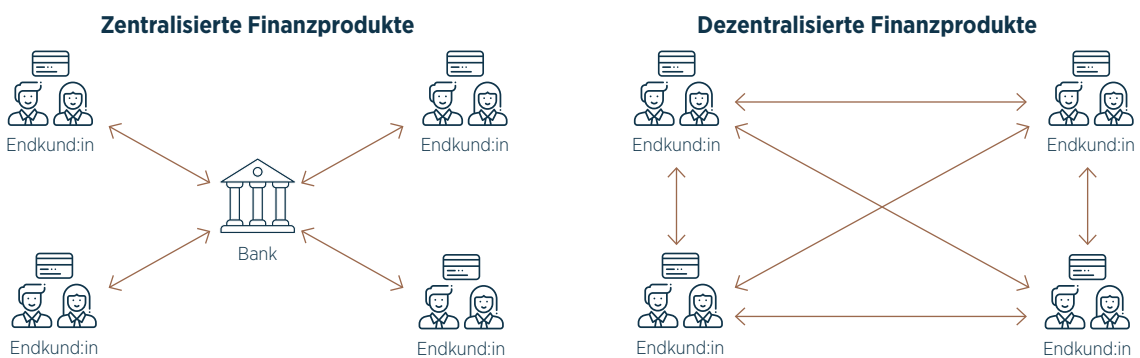 Zentralisierte Finanzprodukte
Endkund:in
Endkund:in
Bank
Endkund:in
Endkund:in
Dezentralisierte Finanzprodukte
Endkund:in
Endkund:in
Endkund:in
Endkund:in